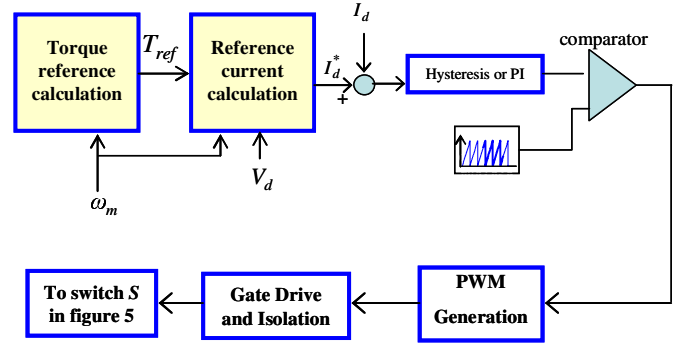 I_d
comparator
Torque
reference
calculation
T_ref
Reference
current
calculation
I_d^*
+
Hysteresis or PI
V_d
ω_m
To switch S
in figure 5
Gate Drive
and Isolation
PWM
Generation